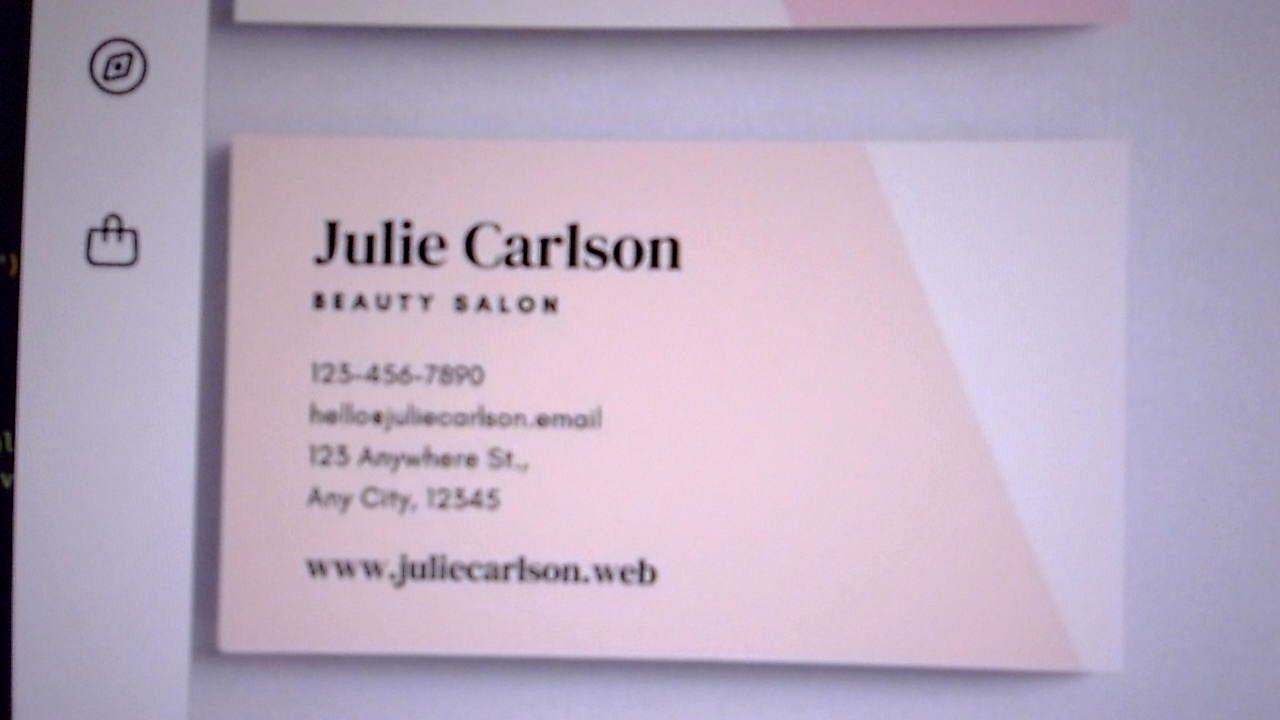 Julie Carlson
BEAUTY SALON
123-456-7890
hello@juliecarlson.email
123 Anywhere St.,
Any City, 12345
www.juliecarlson.web